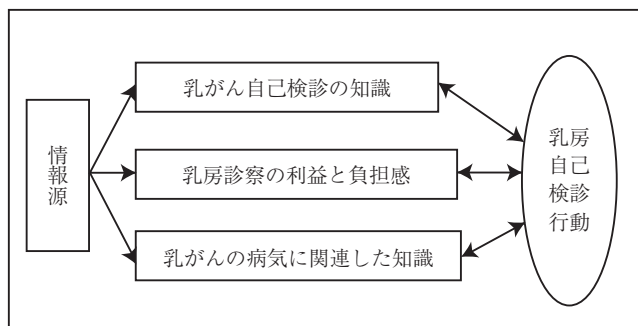 情報源
乳がん自己検診の知識
乳房診察の利益と負担感
乳がんの病気に関連した知識
乳房
自己
検診
行動